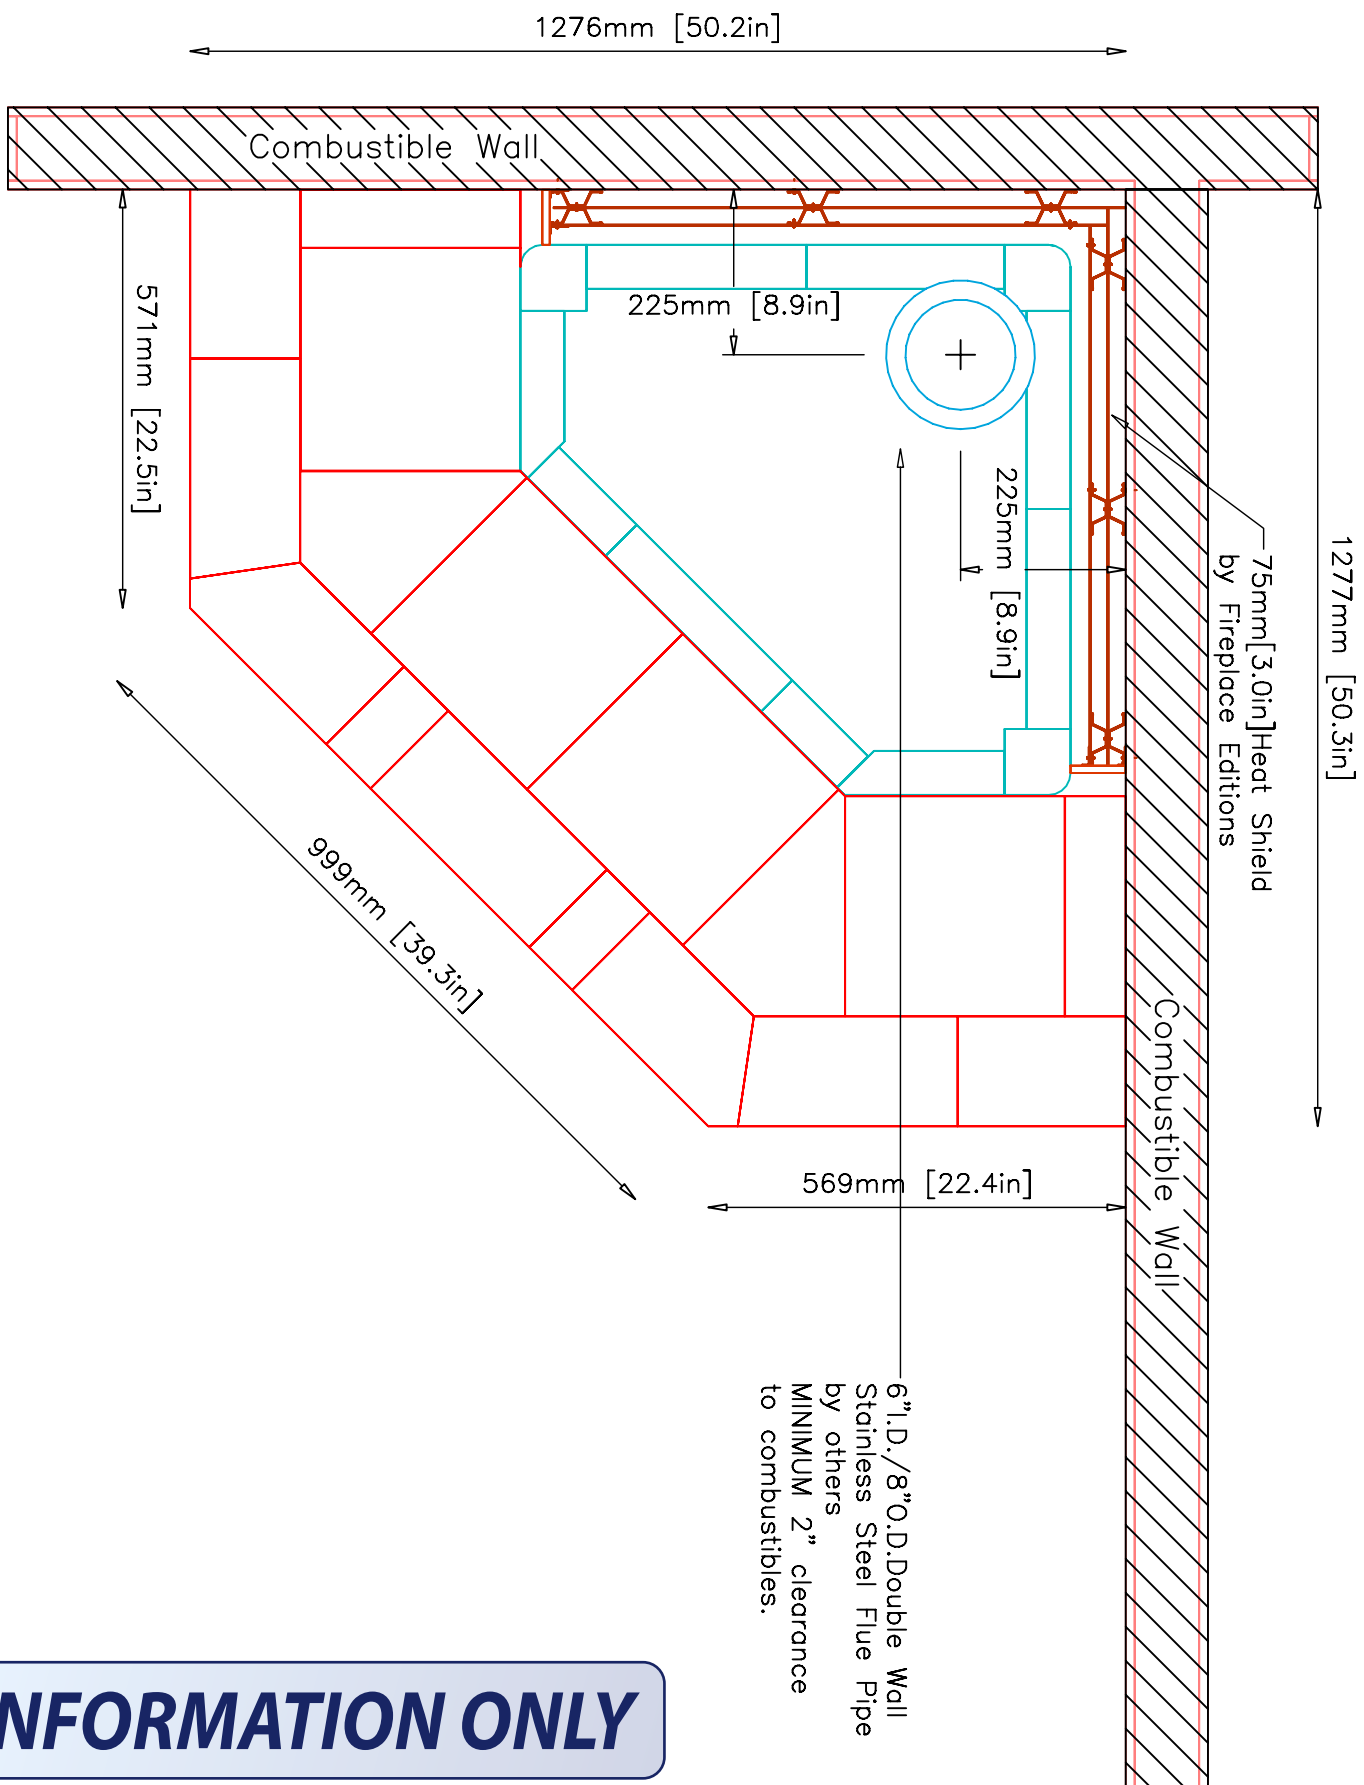 1276mm [50.2in]
Combustible Wall
571mm [22.5in]
225mm [8.9in]
225mm [8.9in]
75mm[3.0in]Heat Shield
by Fireplace Editions
1277mm [50.3in]
999mm [39.3in]
Combustible Wall
569mm [22.4in]
6"I.D./8"O.D.Double Wall
Stainless Steel Flue Pipe
by others
MINIMUM 2" clearance
to combustibles.
NFORMATION ONLY